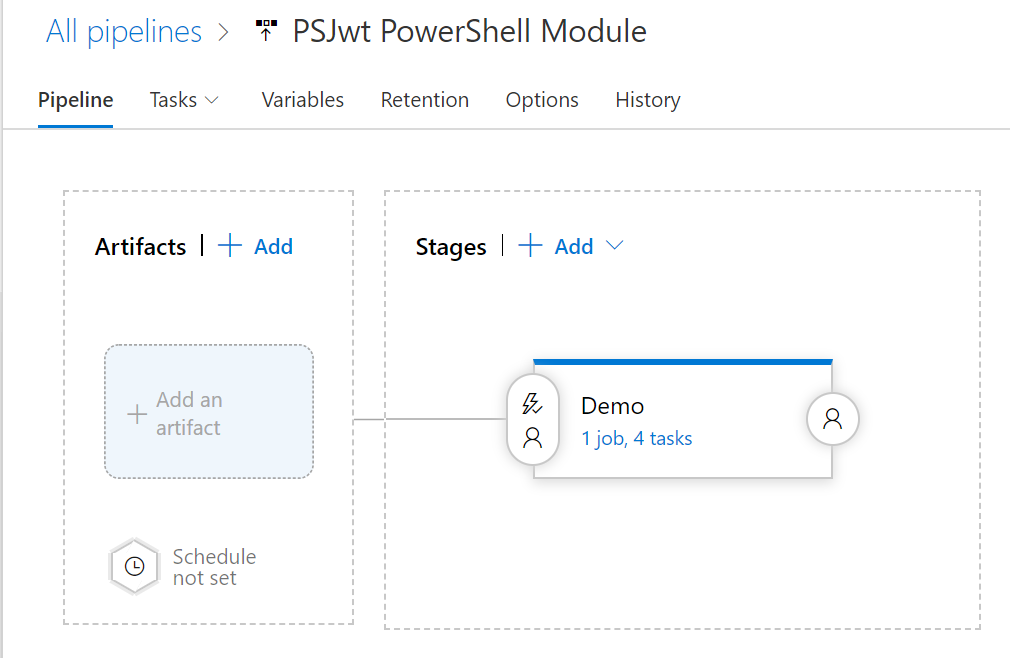 All pipelines > PSJwt PowerShell Module
Pipeline Tasks Variables Retention Options History
Artifacts | + Add
Stages | + Add
+ Add an
artifact
Demo
1 job, 4 tasks
Schedule
not set